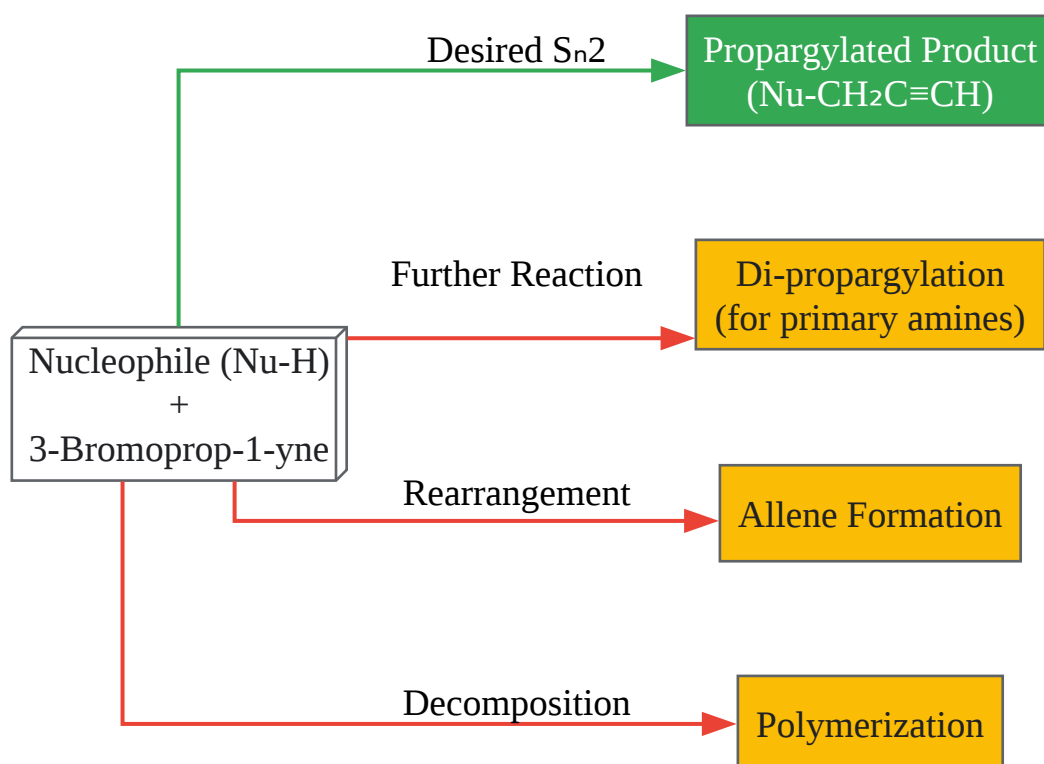 Desired Sₙ2
Propargylated Product
(Nu-CH₂C≡CH)
Further Reaction
Di-propargylation
(for primary amines)
Nucleophile (Nu-H)
+
3-Bromoprop-1-yne
Rearrangement
Allene Formation
Decomposition
Polymerization